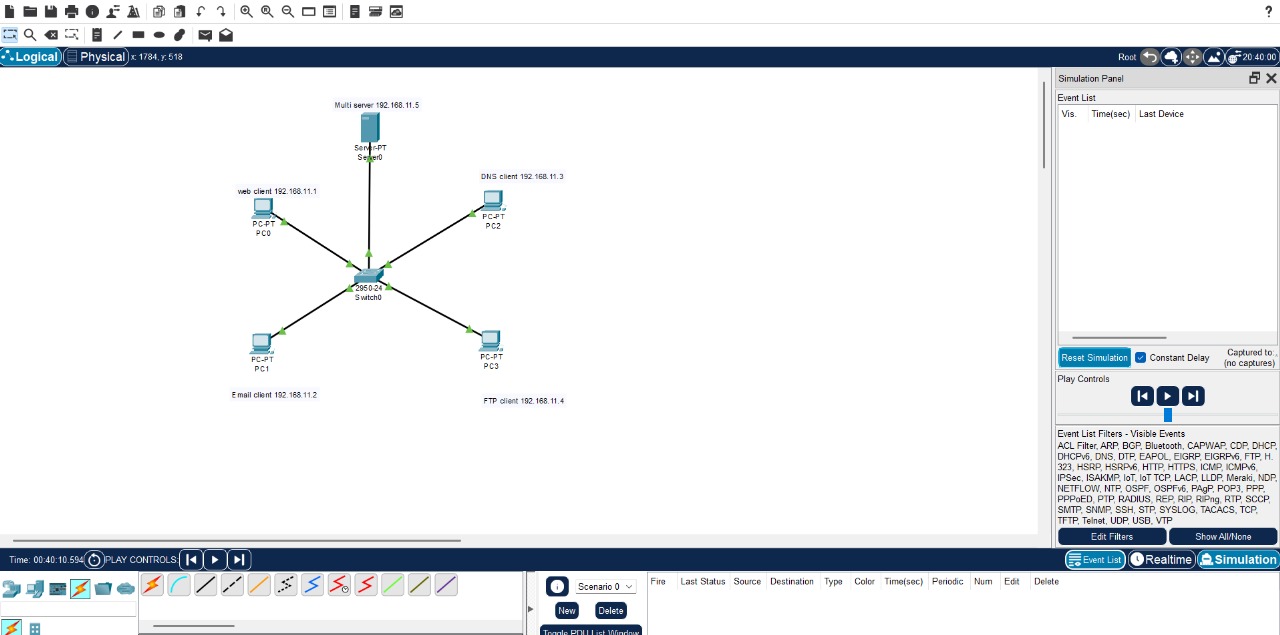 ?
Logical
Physical
x: 1784, y: 518
Root
20:40:00
Simulation Panel
Event List
Vis.
Time(sec)
Last Device
Multi server 192.168.11.5
Server-PT
Server0
DNS client 192.168.11.3
PC-PT
PC2
web client 192.168.11.1
PC-PT
PC0
2950-24
Switch0
PC-PT
PC1
PC-PT
PC3
Email client 192.168.11.2
FTP client 192.168.11.4
Reset Simulation
Constant Delay
Captured to:
(no captures)
Play Controls
Event List Filters - Visible Events
ACL Filter, ARP, BGP, Bluetooth, CAPWAP, CDP, DHCP,
DHCPv6, DNS, DTP, EAPOL, EIGRP, EIGRPv6, FTP, H.
323, HSRP, HSRPv6, HTTP, HTTPS, ICMP, ICMPv6,
IPSec, ISAKMP, IoT, IoT TCP, LACP, LLDP, Meraki, NDP,
NETFLOW, NTP, OSPF, OSPFv6, PAgP, POP3, PPP,
PPPoED, PTP, RADIUS, REP, RIP, RIPng, RTP, SCCP,
SMTP, SNMP, SSH, STP, SYSLOG, TACACS, TCP,
TFTP, Telnet, UDP, USB, VTP
Edit Filters
Show All/None
Time: 00:40:10.594
PLAY CONTROLS:
Event List
Realtime
Simulation
Scenario 0
New
Delete
Toggle PDU List Window
Fire
Last Status
Source
Destination
Type
Color
Time(sec)
Periodic
Num
Edit
Delete